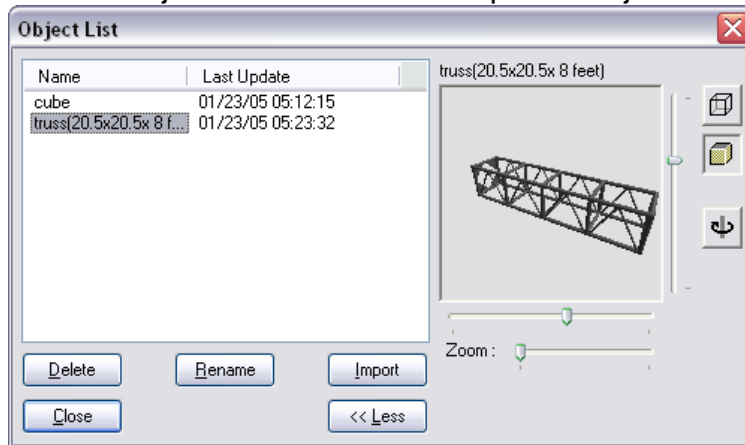 Object List
Name Last Update
cube 01/23/05 05:12:15
truss(20.5x20.5x 8 f... 01/23/05 05:23:32
truss(20.5x20.5x 8 feet)
Zoom :
Delete Rename Import
Close << Less